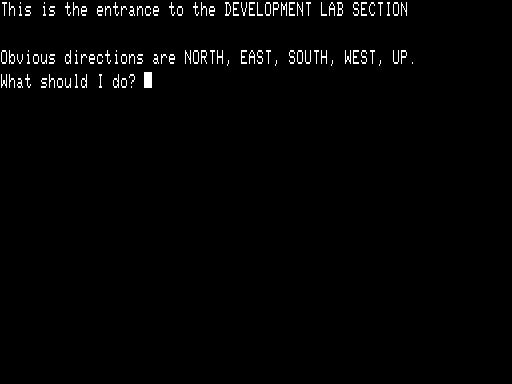 This is the entrance to the DEVELOPMENT LAB SECTION
Obvious directions are NORTH, EAST, SOUTH, WEST, UP.
What should I do?